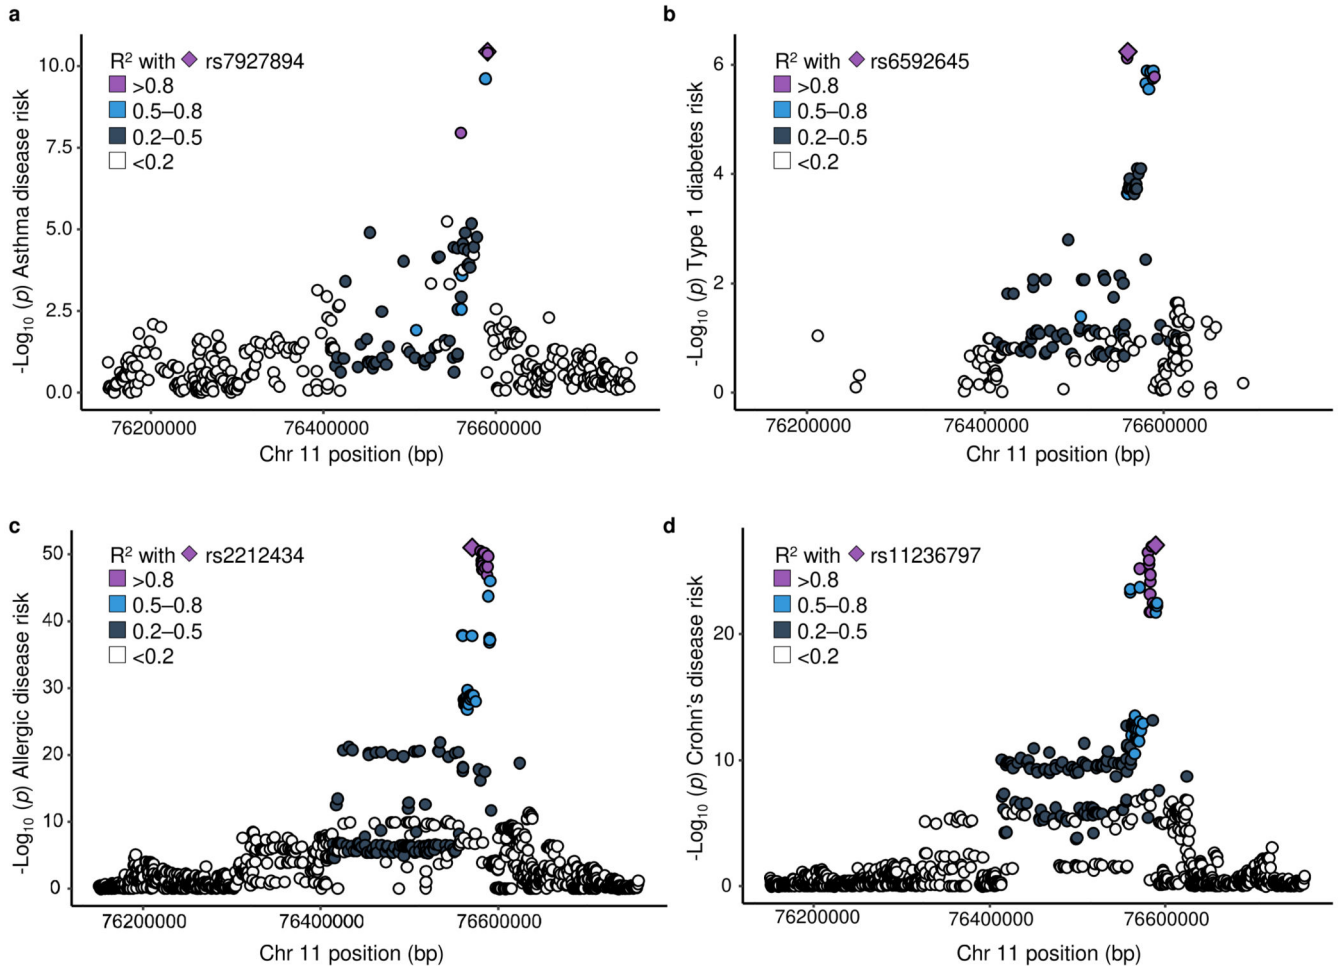 a
R² with rs7927894
>0.8
0.5–0.8
0.2–0.5
<0.2
-Log₁₀ (p) Asthma disease risk
10.0
7.5
5.0
2.5
0.0
76200000 76400000 76600000
Chr 11 position (bp)
b
R² with rs6592645
>0.8
0.5–0.8
0.2–0.5
<0.2
-Log₁₀ (p) Type 1 diabetes risk
6
4
2
0
76200000 76400000 76600000
Chr 11 position (bp)
c
R² with rs2212434
>0.8
0.5–0.8
0.2–0.5
<0.2
-Log₁₀ (p) Allergic disease risk
50
40
30
20
10
0
76200000 76400000 76600000
Chr 11 position (bp)
d
R² with rs11236797
>0.8
0.5–0.8
0.2–0.5
<0.2
-Log₁₀ (p) Crohn's disease risk
20
10
0
76200000 76400000 76600000
Chr 11 position (bp)